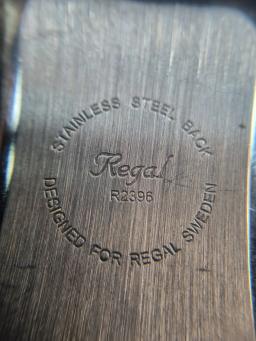 STAINLESS STEEL BACK
Regal
R2396
DESIGNED FOR REGAL SWEDEN